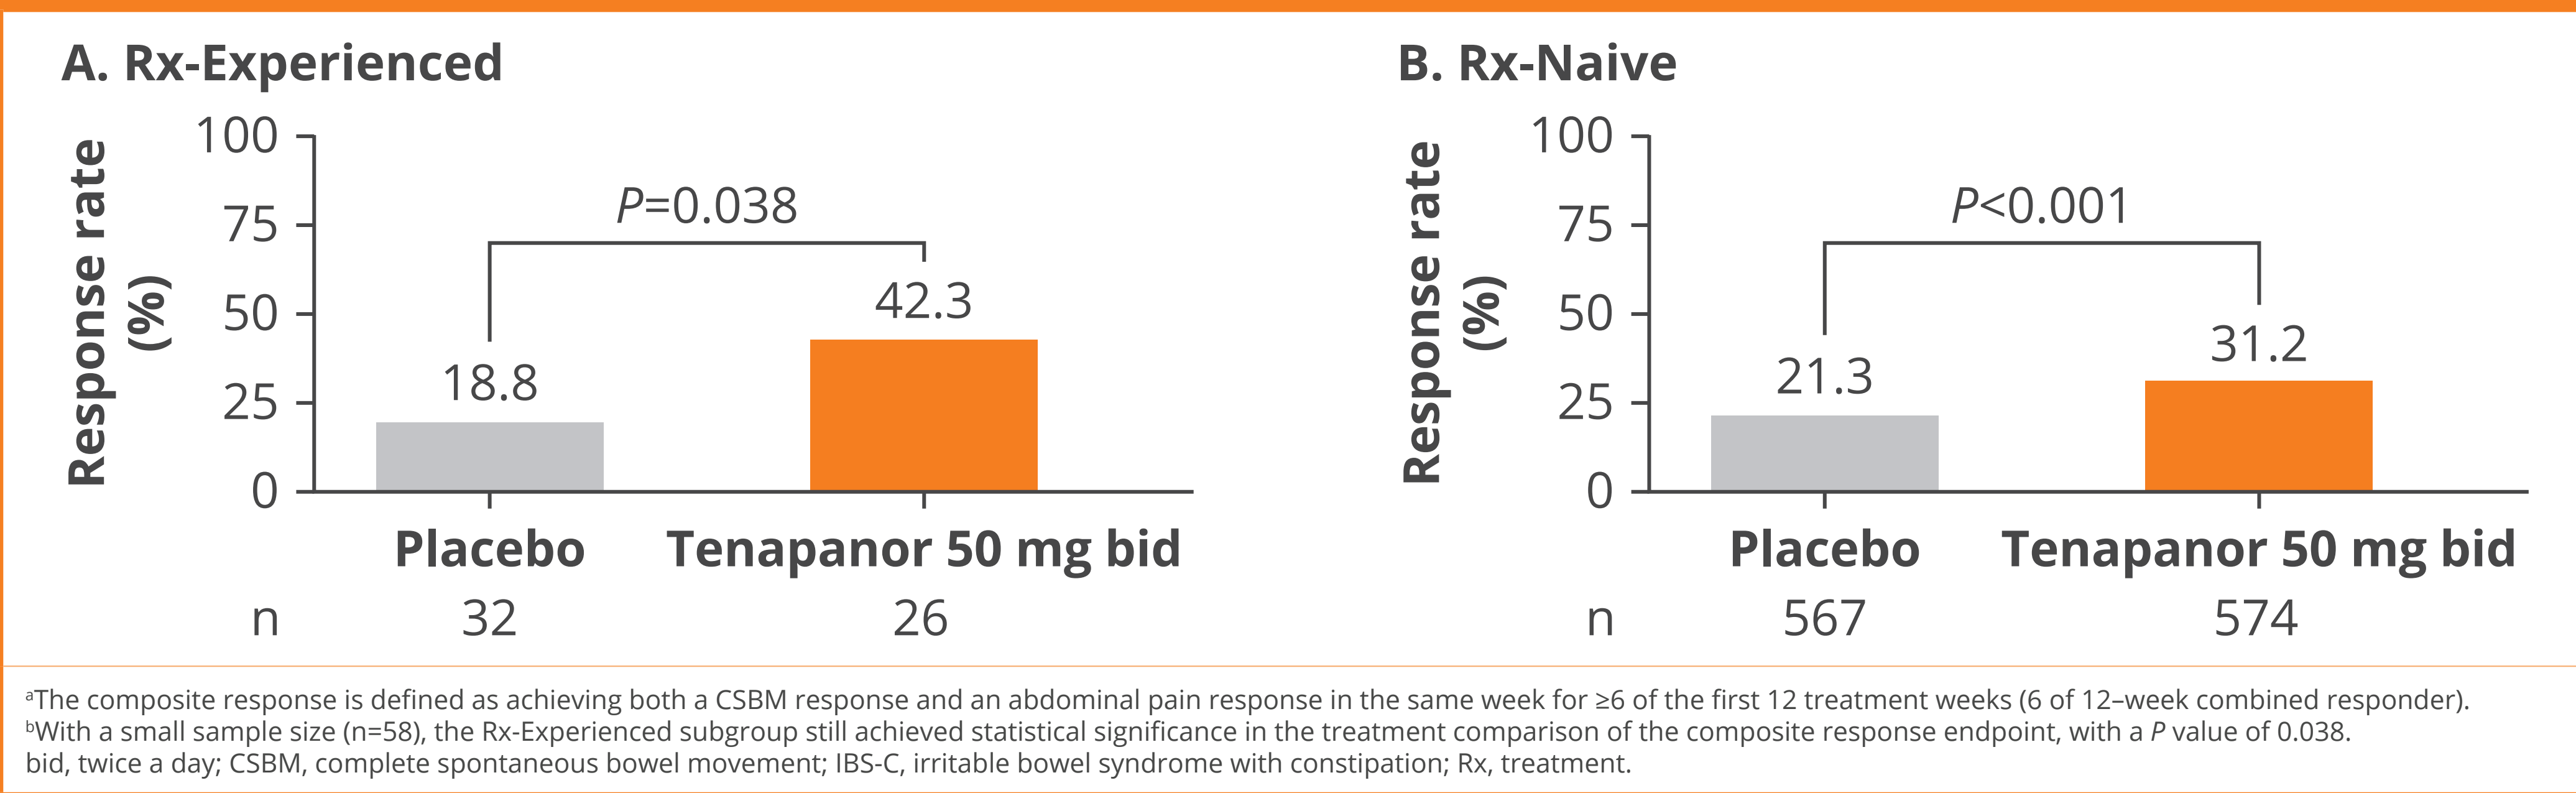 A. Rx-Experienced
Response rate
(%)
100
75
50
25
0
P=0.038
18.8
42.3
Placebo
Tenapanor 50 mg bid
n
32
26
B. Rx-Naive
Response rate
(%)
100
75
50
25
0
P<0.001
21.3
31.2
Placebo
Tenapanor 50 mg bid
n
567
574
ᵃThe composite response is defined as achieving both a CSBM response and an abdominal pain response in the same week for ≥6 of the first 12 treatment weeks (6 of 12–week combined responder).
ᵇWith a small sample size (n=58), the Rx-Experienced subgroup still achieved statistical significance in the treatment comparison of the composite response endpoint, with a P value of 0.038.
bid, twice a day; CSBM, complete spontaneous bowel movement; IBS-C, irritable bowel syndrome with constipation; Rx, treatment.